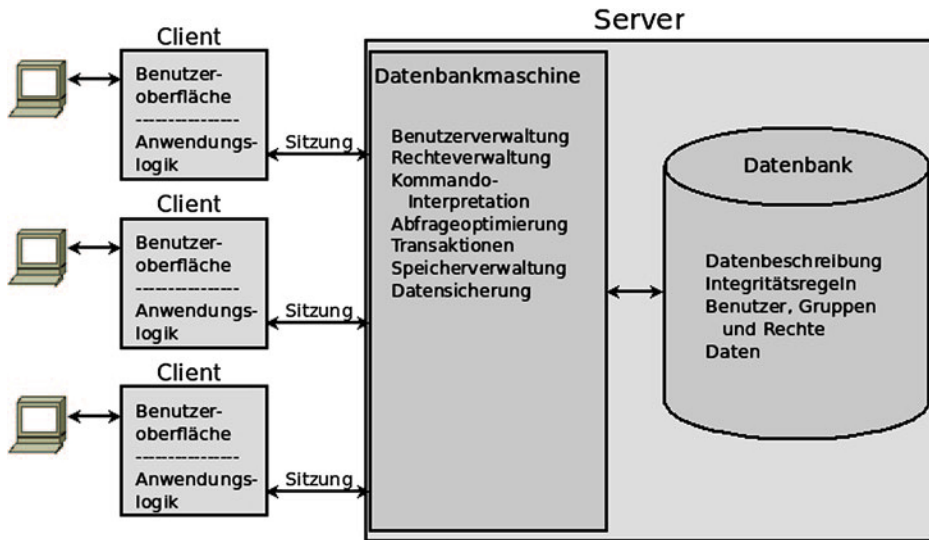 Server
Client
Benutzer-
oberfläche
---------------
Anwendungs-
logik
Sitzung
Client
Benutzer-
oberfläche
---------------
Anwendungs-
logik
Sitzung
Client
Benutzer-
oberfläche
---------------
Anwendungs-
logik
Sitzung
Datenbankmaschine
Benutzerverwaltung
Rechteverwaltung
Kommando-
Interpretation
Abfrageoptimierung
Transaktionen
Speicherverwaltung
Datensicherung
Datenbank
Datenbeschreibung
Integritätsregeln
Benutzer, Gruppen
und Rechte
Daten